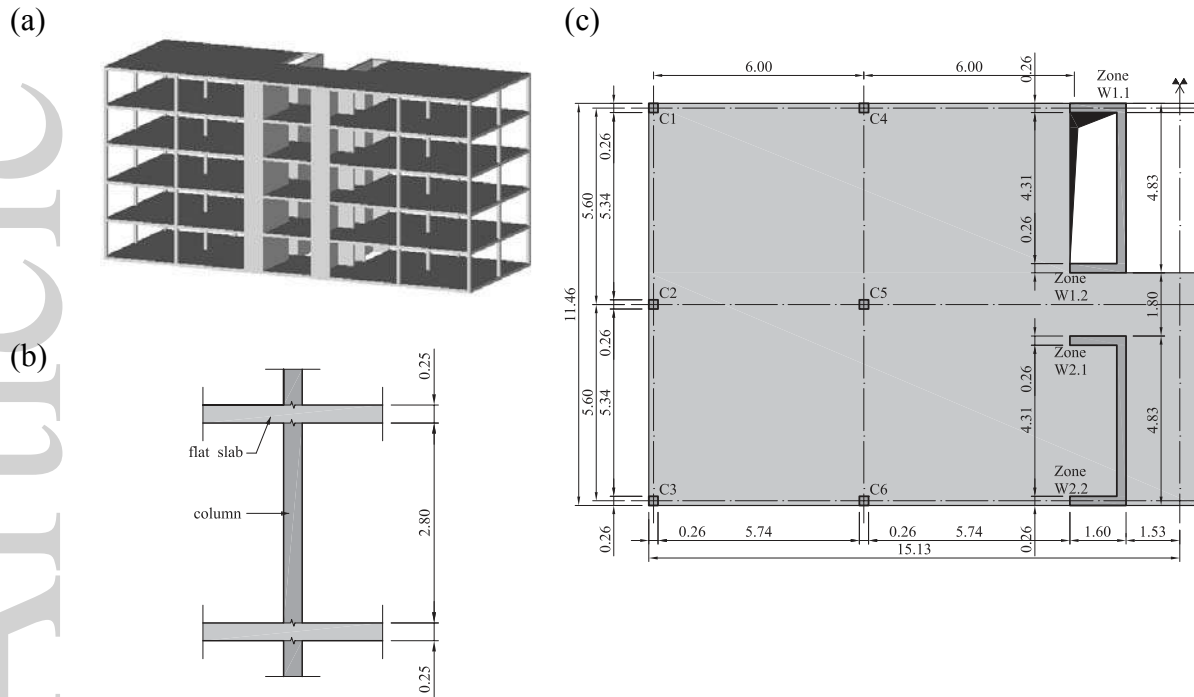 (a)
(c)
(b)
Article
6.00
6.00
0.26
Zone
W1.1
C1
C4
0.26
5.60
5.34
4.31
4.83
0.26
11.46
C2
C5
Zone
W1.2
0.26
1.80
5.60
5.34
Zone
W2.1
0.26
4.31
4.83
Zone
W2.2
C3
C6
0.26
0.26
5.74
0.26
5.74
0.26
1.60
1.53
15.13
0.25
flat slab
column
2.80
0.25